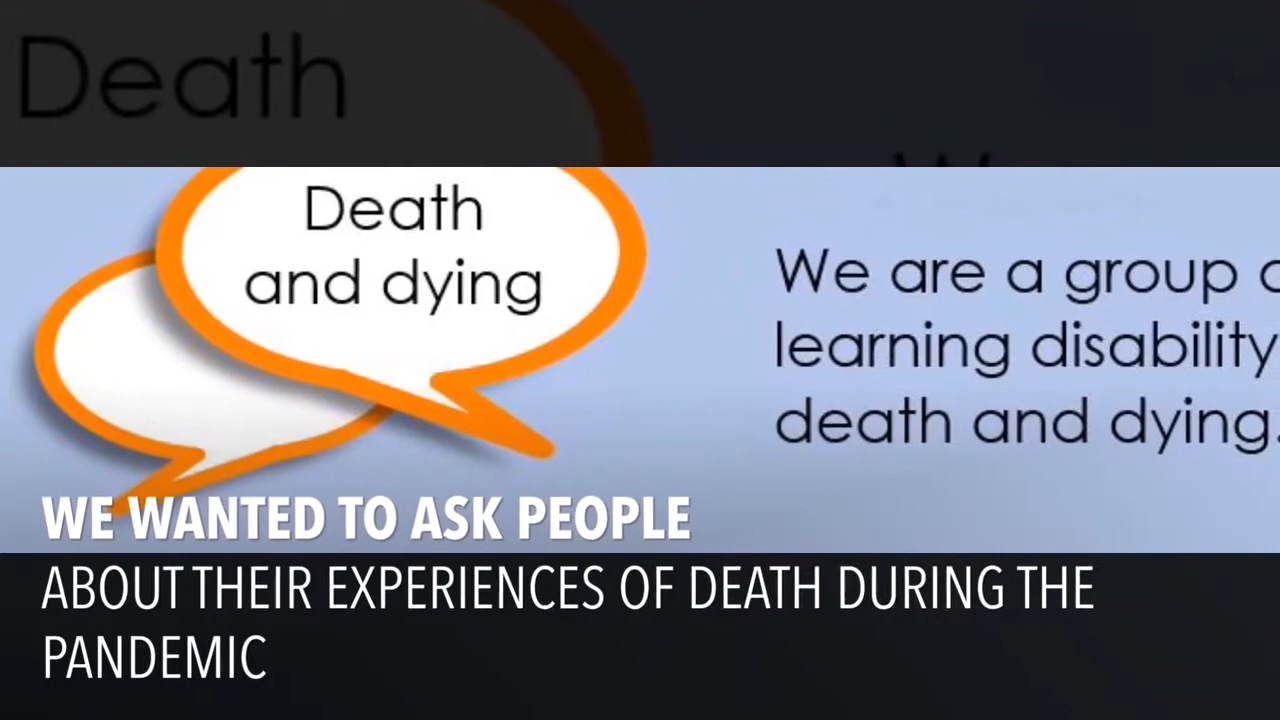 Death
Death
and dying
We are a group
learning disability
death and dying.
WE WANTED TO ASK PEOPLE
ABOUT THEIR EXPERIENCES OF DEATH DURING THE
PANDEMIC